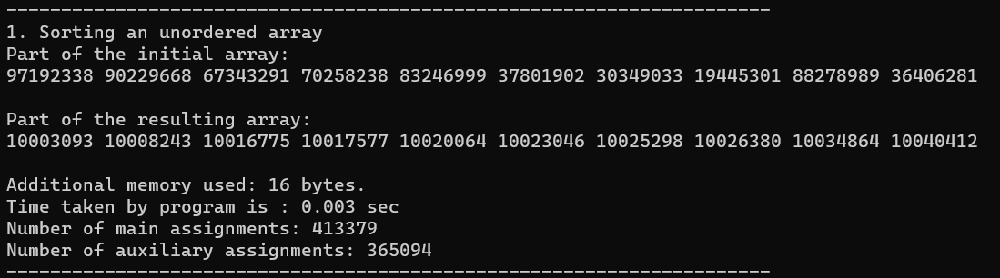 ----------------------------------------------------------------------
1. Sorting an unordered array
Part of the initial array:
97192338 90229668 67343291 70258238 83246999 37801902 30349033 19445301 88278989 36406281
Part of the resulting array:
10003093 10008243 10016775 10017577 10020064 10023046 10025298 10026380 10034864 10040412
Additional memory used: 16 bytes.
Time taken by program is : 0.003 sec
Number of main assignments: 413379
Number of auxiliary assignments: 365094
----------------------------------------------------------------------